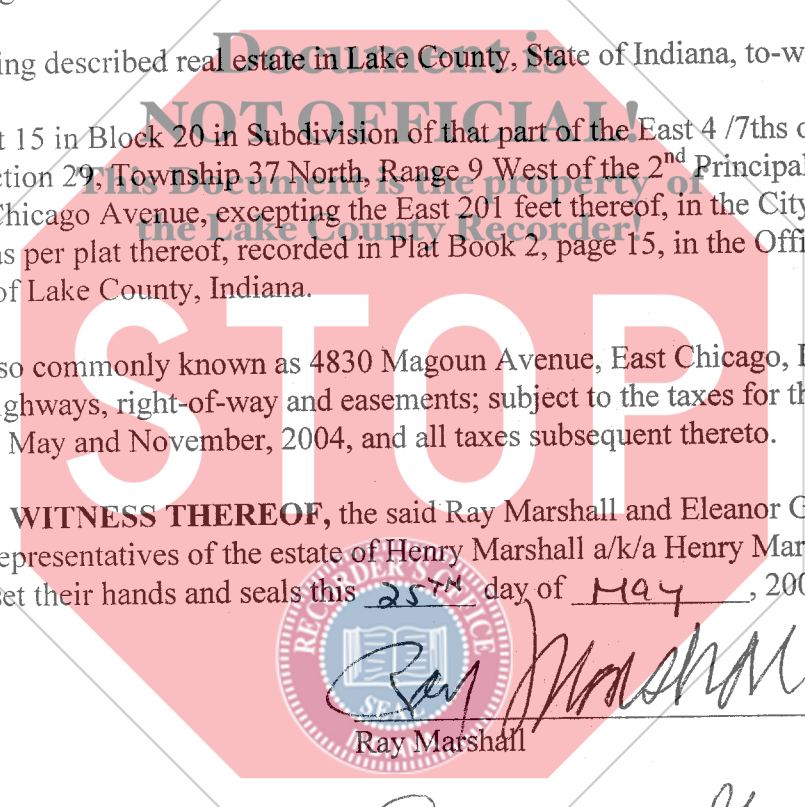 Document is
ing described real estate in Lake County, State of Indiana, to-w
NOT OFFICIAL!
t 15 in Block 20 in Subdivision of that part of the East 4 /7ths
ction 29, Township 37 North, Range 9 West of the 2nd Principal
This Document is the property of
Chicago Avenue, excepting the East 201 feet thereof, in the City
the Lake County Recorder!
as per plat thereof, recorded in Plat Book 2, page 15, in the Offi
of Lake County, Indiana.
STOP
so commonly known as 4830 Magoun Avenue, East Chicago,
ghways, right-of-way and easements; subject to the taxes for th
May and November, 2004, and all taxes subsequent thereto.
WITNESS THEREOF, the said Ray Marshall and Eleanor G
epresentatives of the estate of Henry Marshall a/k/a Henry Mar
set their hands and seals this 25TH day of May, 200
RECORDER'S OFFICE
SEAL
Ray Marshall
Ray Marshall